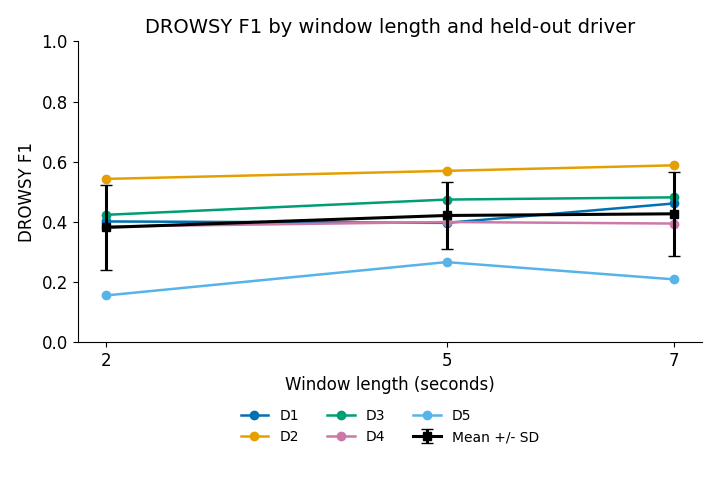 DROWSY F1 by window length and held-out driver
1.0
0.8
0.6
0.4
0.2
0.0
DROWSY F1
2 5 7
Window length (seconds)
D1 D3 D5
D2 D4 Mean +/- SD